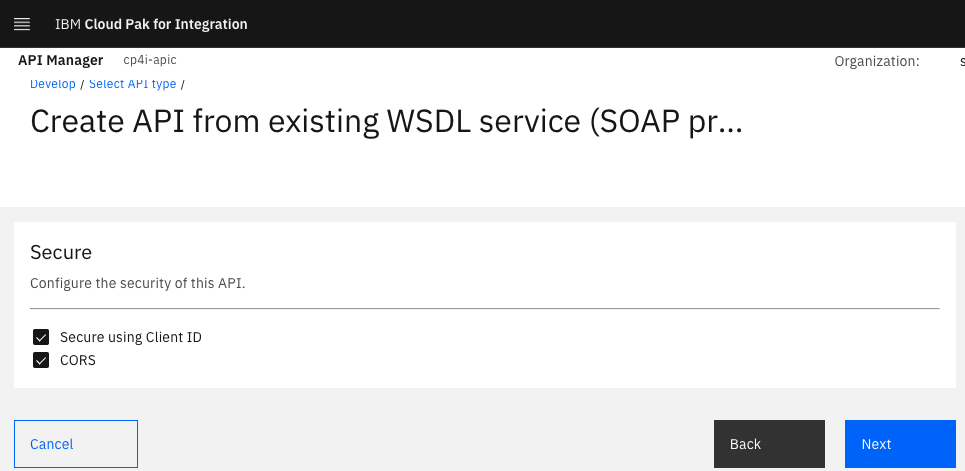 IBM Cloud Pak for Integration
API Manager cp4i-apic Organization:
Develop / Select API type /
Create API from existing WSDL service (SOAP pr...
Secure
Configure the security of this API.
Secure using Client ID
CORS
Cancel Back Next